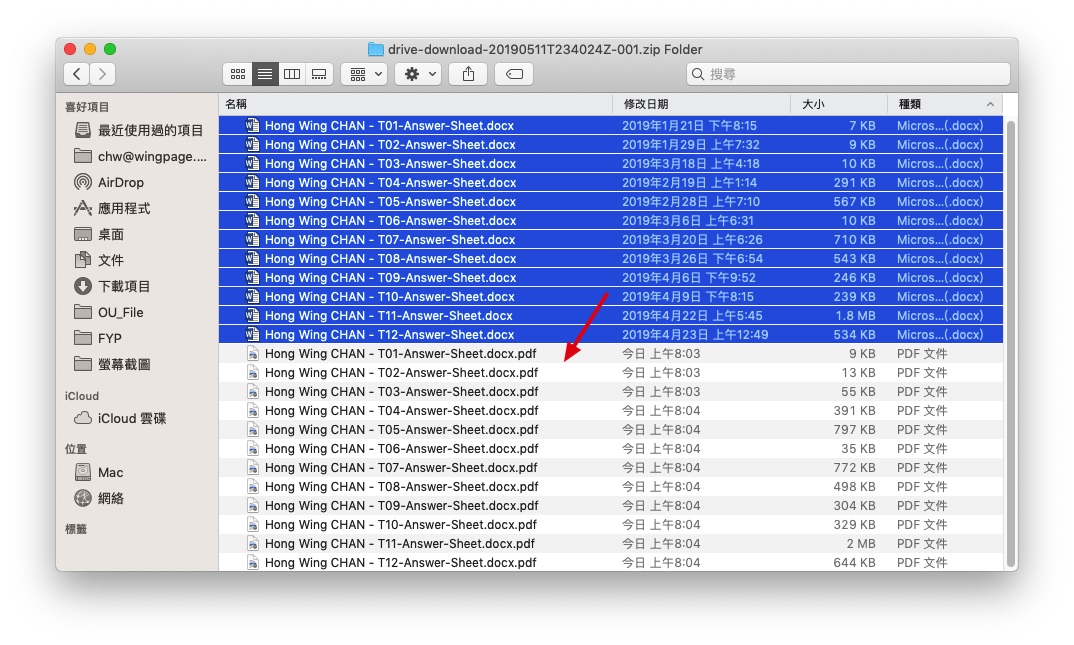 drive-download-20190511T234024Z-001.zip Folder
搜尋
喜好項目
最近使用過的項目
chw@wingpage....
AirDrop
應用程式
桌面
文件
下載項目
OU_File
FYP
螢幕截圖
iCloud
iCloud 雲碟
位置
Mac
網絡
標籤
名稱 修改日期 大小 種類
Hong Wing CHAN - T01-Answer-Sheet.docx 2019年1月21日 下午8:15 7 KB Micros...(.docx)
Hong Wing CHAN - T02-Answer-Sheet.docx 2019年1月29日 下午7:32 9 KB Micros...(.docx)
Hong Wing CHAN - T03-Answer-Sheet.docx 2019年3月18日 上午4:18 10 KB Micros...(.docx)
Hong Wing CHAN - T04-Answer-Sheet.docx 2019年2月19日 上午1:14 291 KB Micros...(.docx)
Hong Wing CHAN - T05-Answer-Sheet.docx 2019年2月28日 上午7:10 567 KB Micros...(.docx)
Hong Wing CHAN - T06-Answer-Sheet.docx 2019年3月6日 上午6:31 10 KB Micros...(.docx)
Hong Wing CHAN - T07-Answer-Sheet.docx 2019年3月20日 上午6:26 710 KB Micros...(.docx)
Hong Wing CHAN - T08-Answer-Sheet.docx 2019年3月26日 上午6:54 543 KB Micros...(.docx)
Hong Wing CHAN - T09-Answer-Sheet.docx 2019年4月6日 下午9:52 246 KB Micros...(.docx)
Hong Wing CHAN - T10-Answer-Sheet.docx 2019年4月9日 下午8:15 239 KB Micros...(.docx)
Hong Wing CHAN - T11-Answer-Sheet.docx 2019年4月22日 上午5:45 1.8 MB Micros...(.docx)
Hong Wing CHAN - T12-Answer-Sheet.docx 2019年4月23日 上午12:49 534 KB Micros...(.docx)
Hong Wing CHAN - T01-Answer-Sheet.docx.pdf 今日 上午8:03 9 KB PDF 文件
Hong Wing CHAN - T02-Answer-Sheet.docx.pdf 今日 上午8:03 13 KB PDF 文件
Hong Wing CHAN - T03-Answer-Sheet.docx.pdf 今日 上午8:03 55 KB PDF 文件
Hong Wing CHAN - T04-Answer-Sheet.docx.pdf 今日 上午8:04 391 KB PDF 文件
Hong Wing CHAN - T05-Answer-Sheet.docx.pdf 今日 上午8:04 797 KB PDF 文件
Hong Wing CHAN - T06-Answer-Sheet.docx.pdf 今日 上午8:04 35 KB PDF 文件
Hong Wing CHAN - T07-Answer-Sheet.docx.pdf 今日 上午8:04 772 KB PDF 文件
Hong Wing CHAN - T08-Answer-Sheet.docx.pdf 今日 上午8:04 498 KB PDF 文件
Hong Wing CHAN - T09-Answer-Sheet.docx.pdf 今日 上午8:04 304 KB PDF 文件
Hong Wing CHAN - T10-Answer-Sheet.docx.pdf 今日 上午8:04 329 KB PDF 文件
Hong Wing CHAN - T11-Answer-Sheet.docx.pdf 今日 上午8:04 2 MB PDF 文件
Hong Wing CHAN - T12-Answer-Sheet.docx.pdf 今日 上午8:04 644 KB PDF 文件